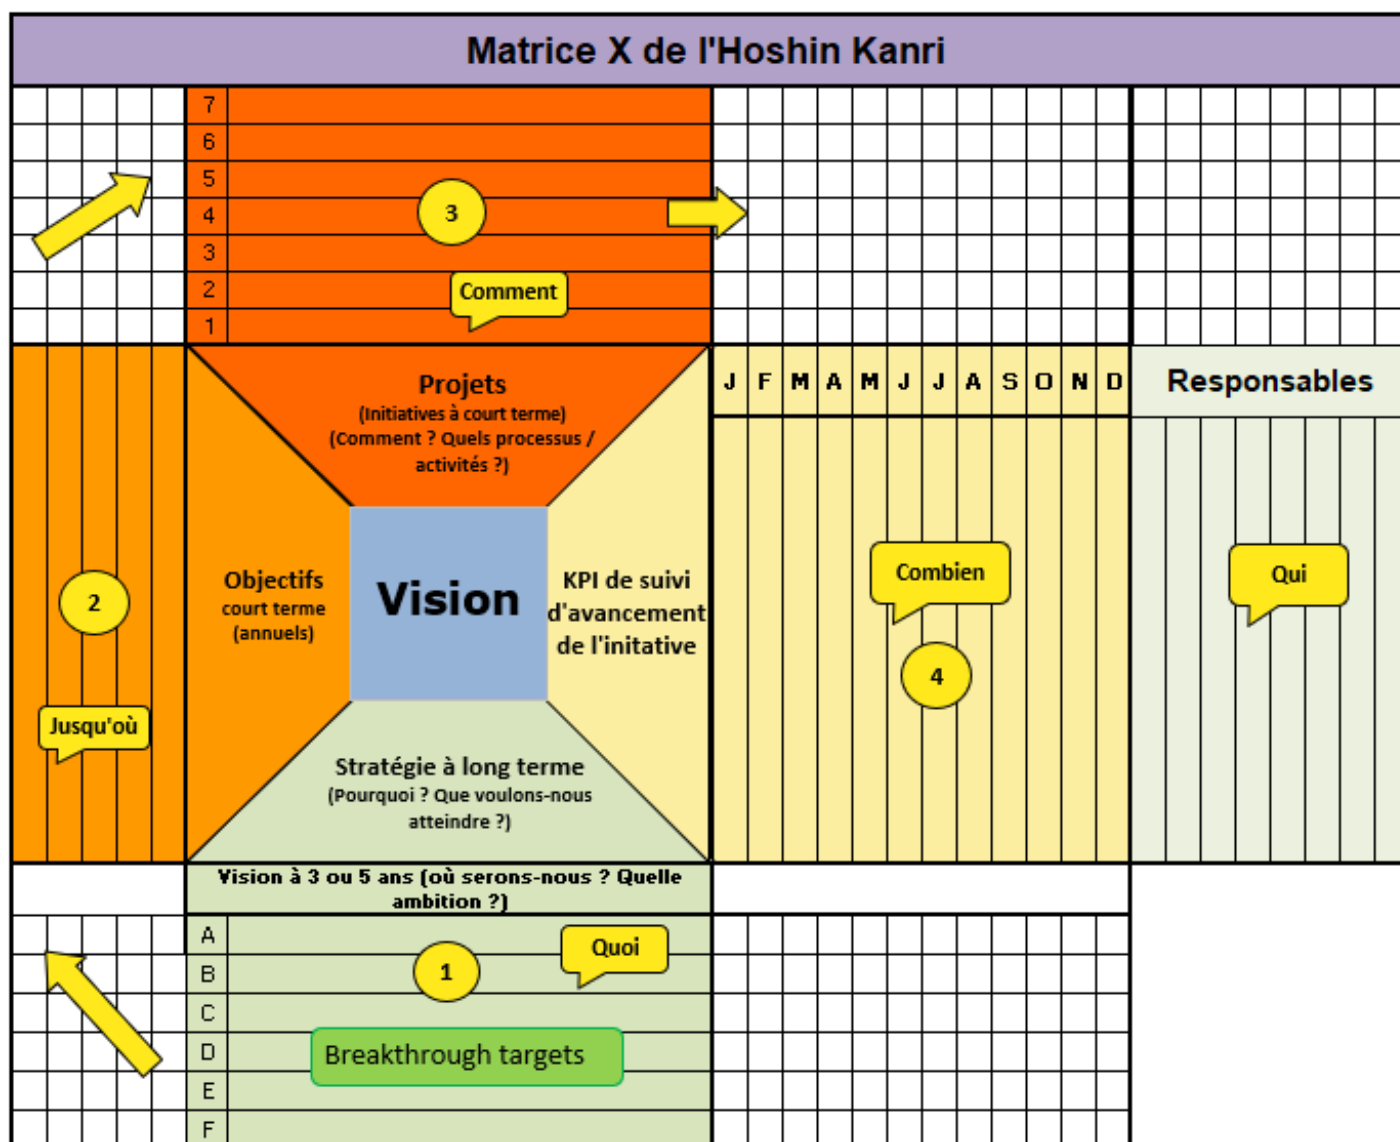 Matrice X de l'Hoshin Kanri
7
6
5
4
3
2
1
3
Comment
Projets
(Initiatives à court terme)
(Comment ? Quels processus /
activités ?)
J F M A M J J A S O N D
Responsables
2
Jusqu'où
Objectifs
court terme
(annuels)
Vision
KPI de suivi
d'avancement
de l'initative
Combien
4
Qui
Stratégie à long terme
(Pourquoi ? Que voulons-nous
atteindre ?)
Vision à 3 ou 5 ans (où serons-nous ? Quelle
ambition ?)
A
B
C
D
E
F
1
Quoi
Breakthrough targets